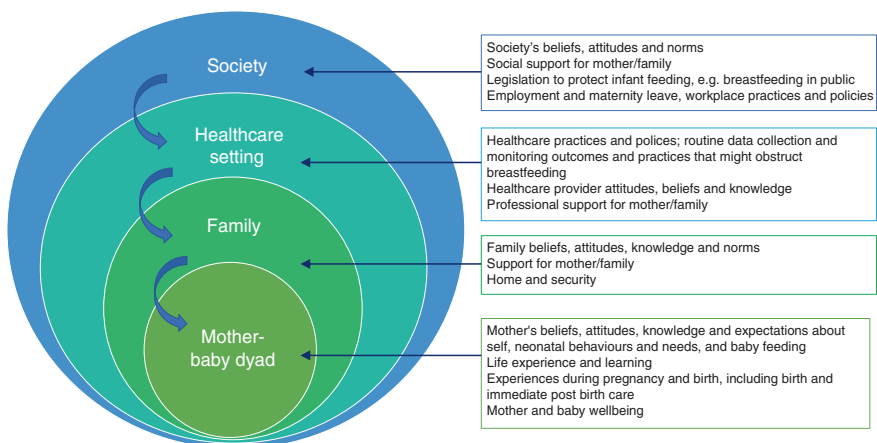 Society
Healthcare
setting
Family
Mother-
baby dyad
Society's beliefs, attitudes and norms
Social support for mother/family
Legislation to protect infant feeding, e.g. breastfeeding in public
Employment and maternity leave, workplace practices and policies
Healthcare practices and polices; routine data collection and
monitoring outcomes and practices that might obstruct
breastfeeding
Healthcare provider attitudes, beliefs and knowledge
Professional support for mother/family
Family beliefs, attitudes, knowledge and norms
Support for mother/family
Home and security
Mother's beliefs, attitudes, knowledge and expectations about
self, neonatal behaviours and needs, and baby feeding
Life experience and learning
Experiences during pregnancy and birth, including birth and
immediate post birth care
Mother and baby wellbeing